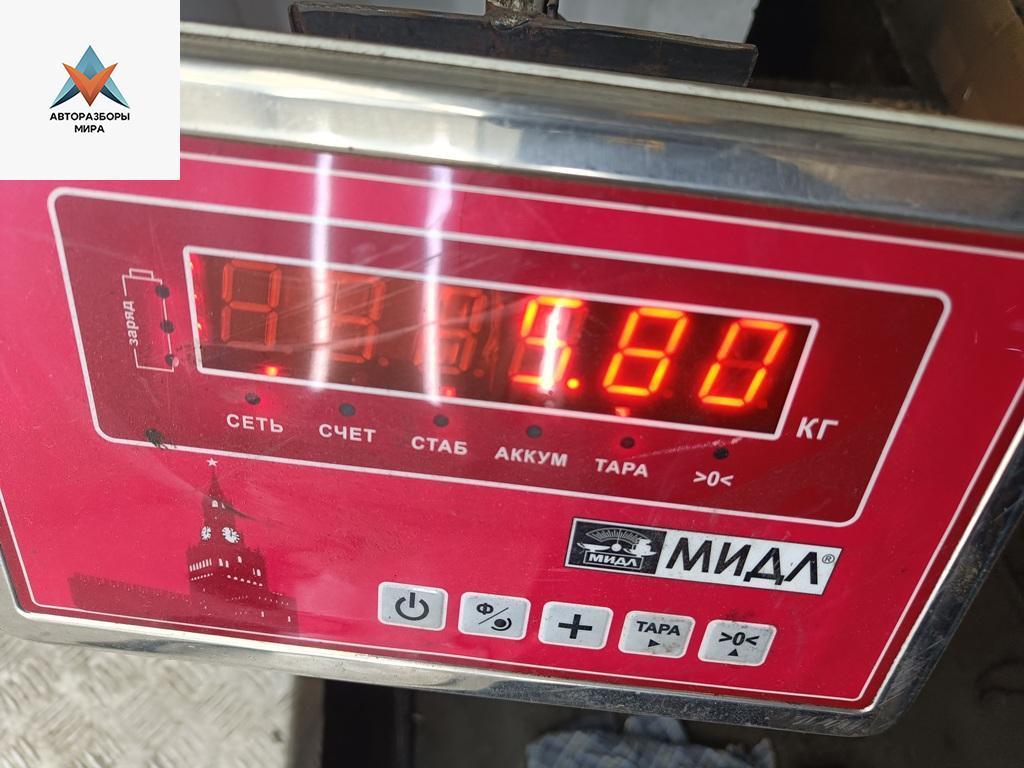 АВТОРАЗБОРЫ
МИРА
заряд
5.80
КГ
СЕТЬ СЧЕТ СТАБ АККУМ ТАРА >0<
МИДЛ МИДЛ®
Ф/ + ТАРА >0<